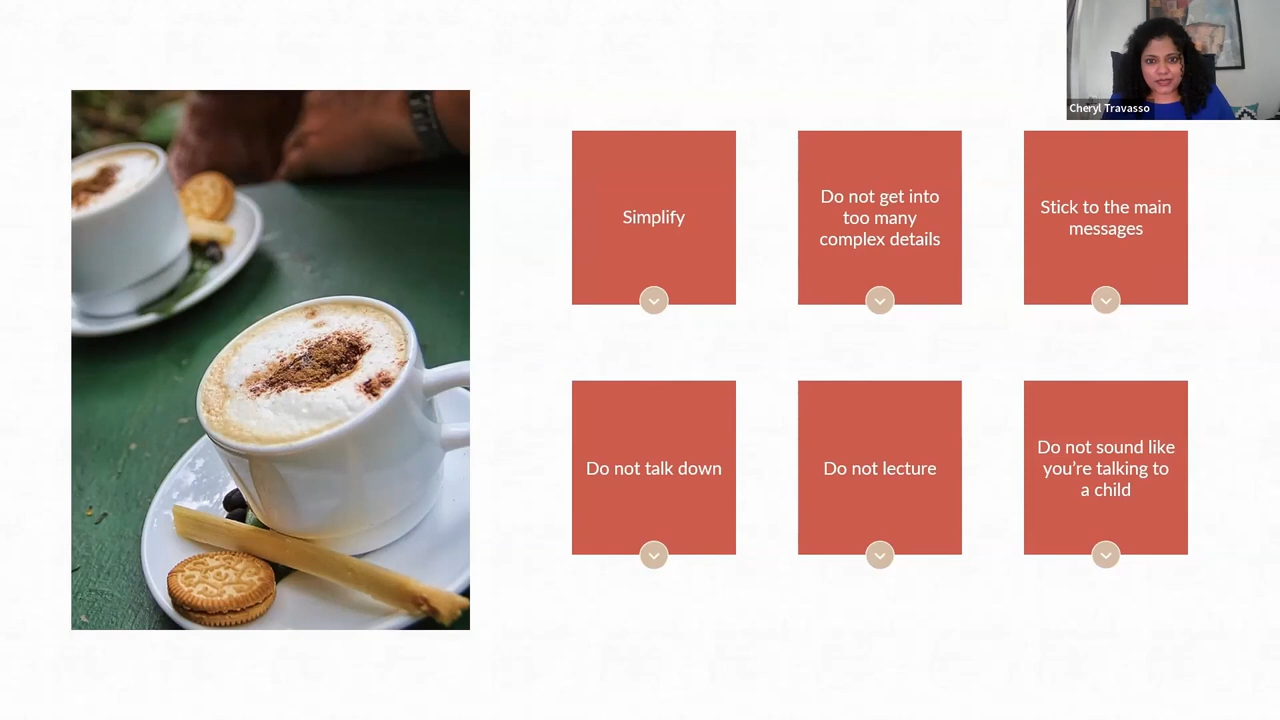 Cheryl Travasso
Simplify
Do not get into
too many
complex details
Stick to the main
messages
Do not talk down
Do not lecture
Do not sound like
you’re talking to
a child